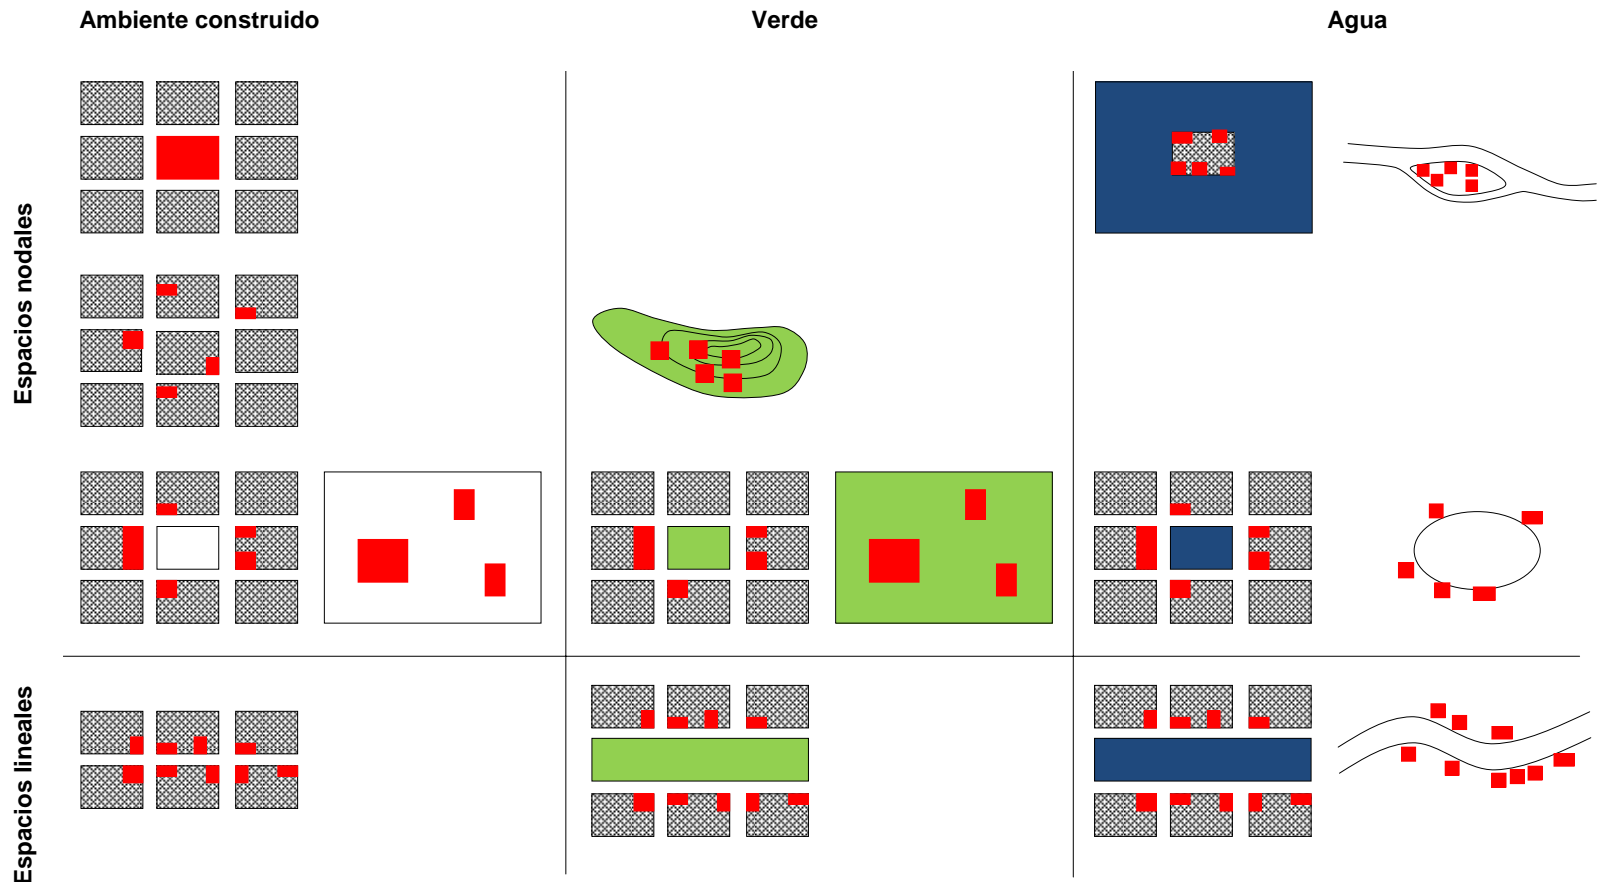 Ambiente construido
Verde
Agua
Espacios nodales
Espacios lineales